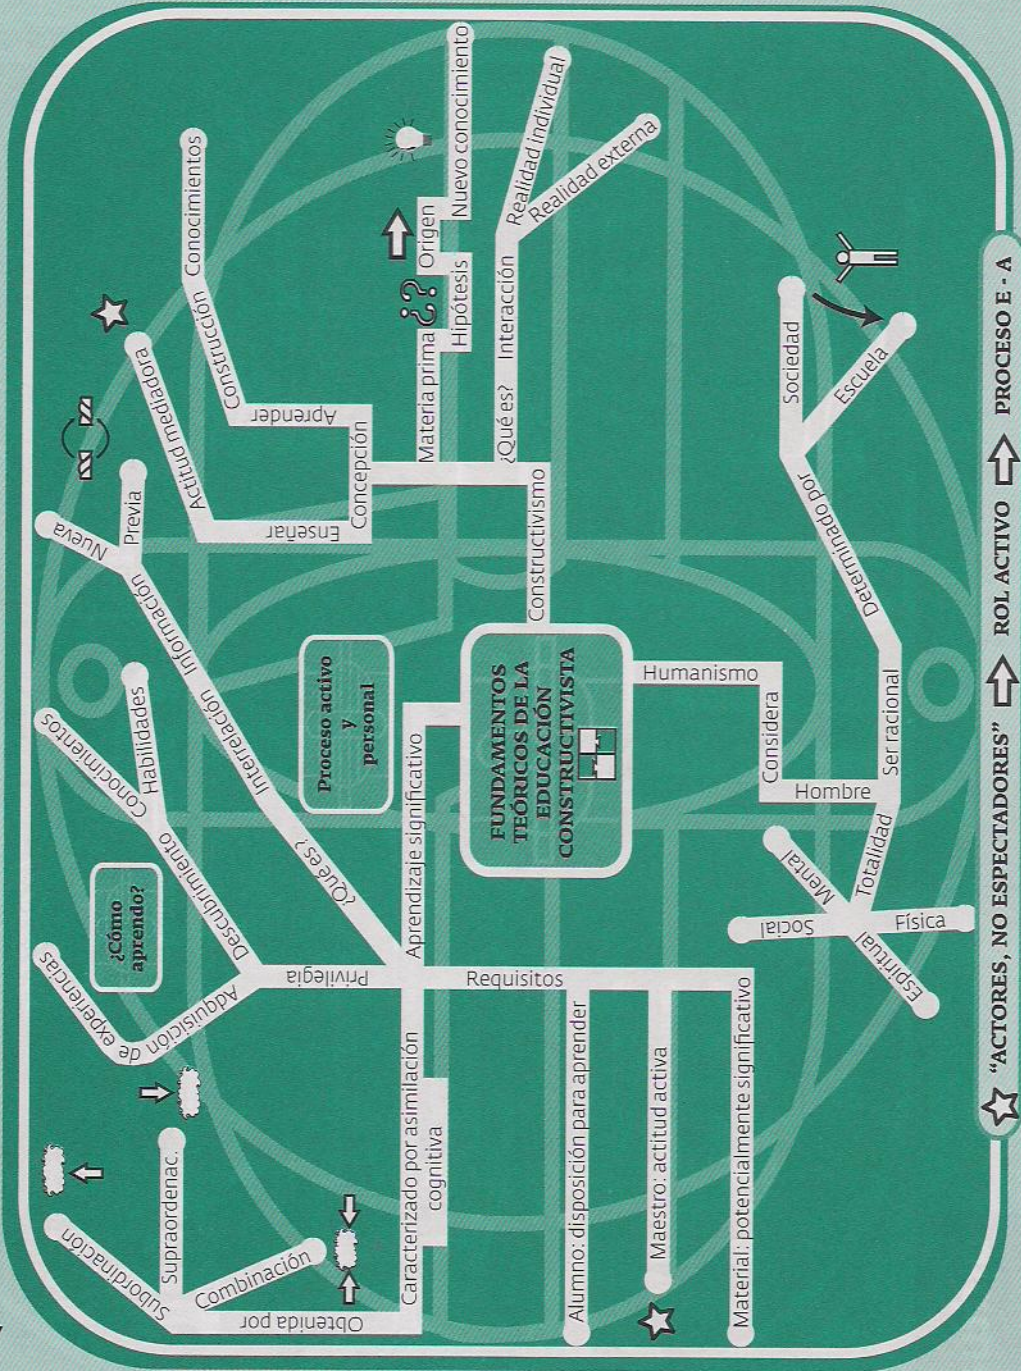 FUNDAMENTOS
TEÓRICOS DE LA
EDUCACIÓN
CONSTRUCTIVISTA
Aprendizaje significativo
¿Qué es?
Interrelación
Información
Nueva
Previa
Privilegia
Descubrimiento
Conocimientos
Habilidades
Adquisición
de experiencias
Caracterizado por asimilación
cognitiva
Obtenida por
Subordinación
Supraordenac.
Combinación
Requisitos
Alumno: disposición para aprender
Maestro: actitud activa
Material: potencialmente significativo
¿Cómo
aprendo?
Proceso activo
y
personal
Constructivismo
Concepción
Enseñar
Actitud mediadora
Aprender
Construcción
Conocimientos
Materia prima
Hipótesis
¿?
Origen
Nuevo conocimiento
¿Qué es?
Interacción
Realidad individual
Realidad externa
Humanismo
Considera
Hombre
Totalidad
Mental
Social
Física
Espiritual
Ser racional
Determinado por
Sociedad
Escuela
"ACTORES, NO ESPECTADORES" ROL ACTIVO PROCESO E - A